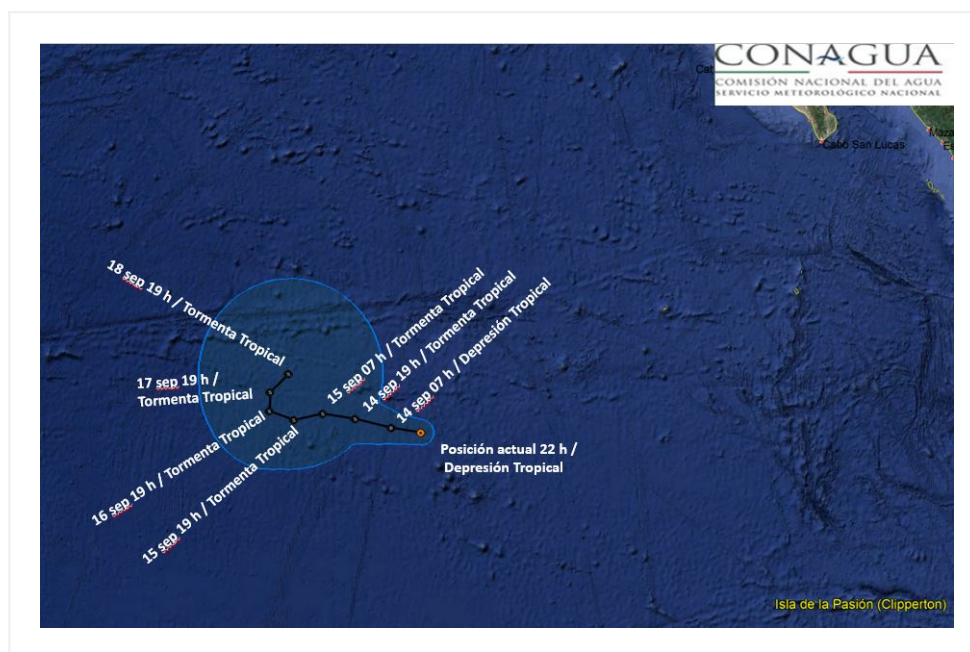 CONAGUA
COMISIÓN NACIONAL DEL AGUA
SERVICIO METEOROLÓGICO NACIONAL
Cabo San Lucas
18 sep 19 h / Tormenta Tropical
15 sep 07 h / Tormenta Tropical
14 sep 19 h / Tormenta Tropical
14 sep 07 h / Depresión Tropical
17 sep 19 h /
Tormenta Tropical
16 sep 19 h / Tormenta Tropical
15 sep 19 h / Tormenta Tropical
Posición actual 22 h /
Depresión Tropical
Isla de la Pasión (Clipperton)